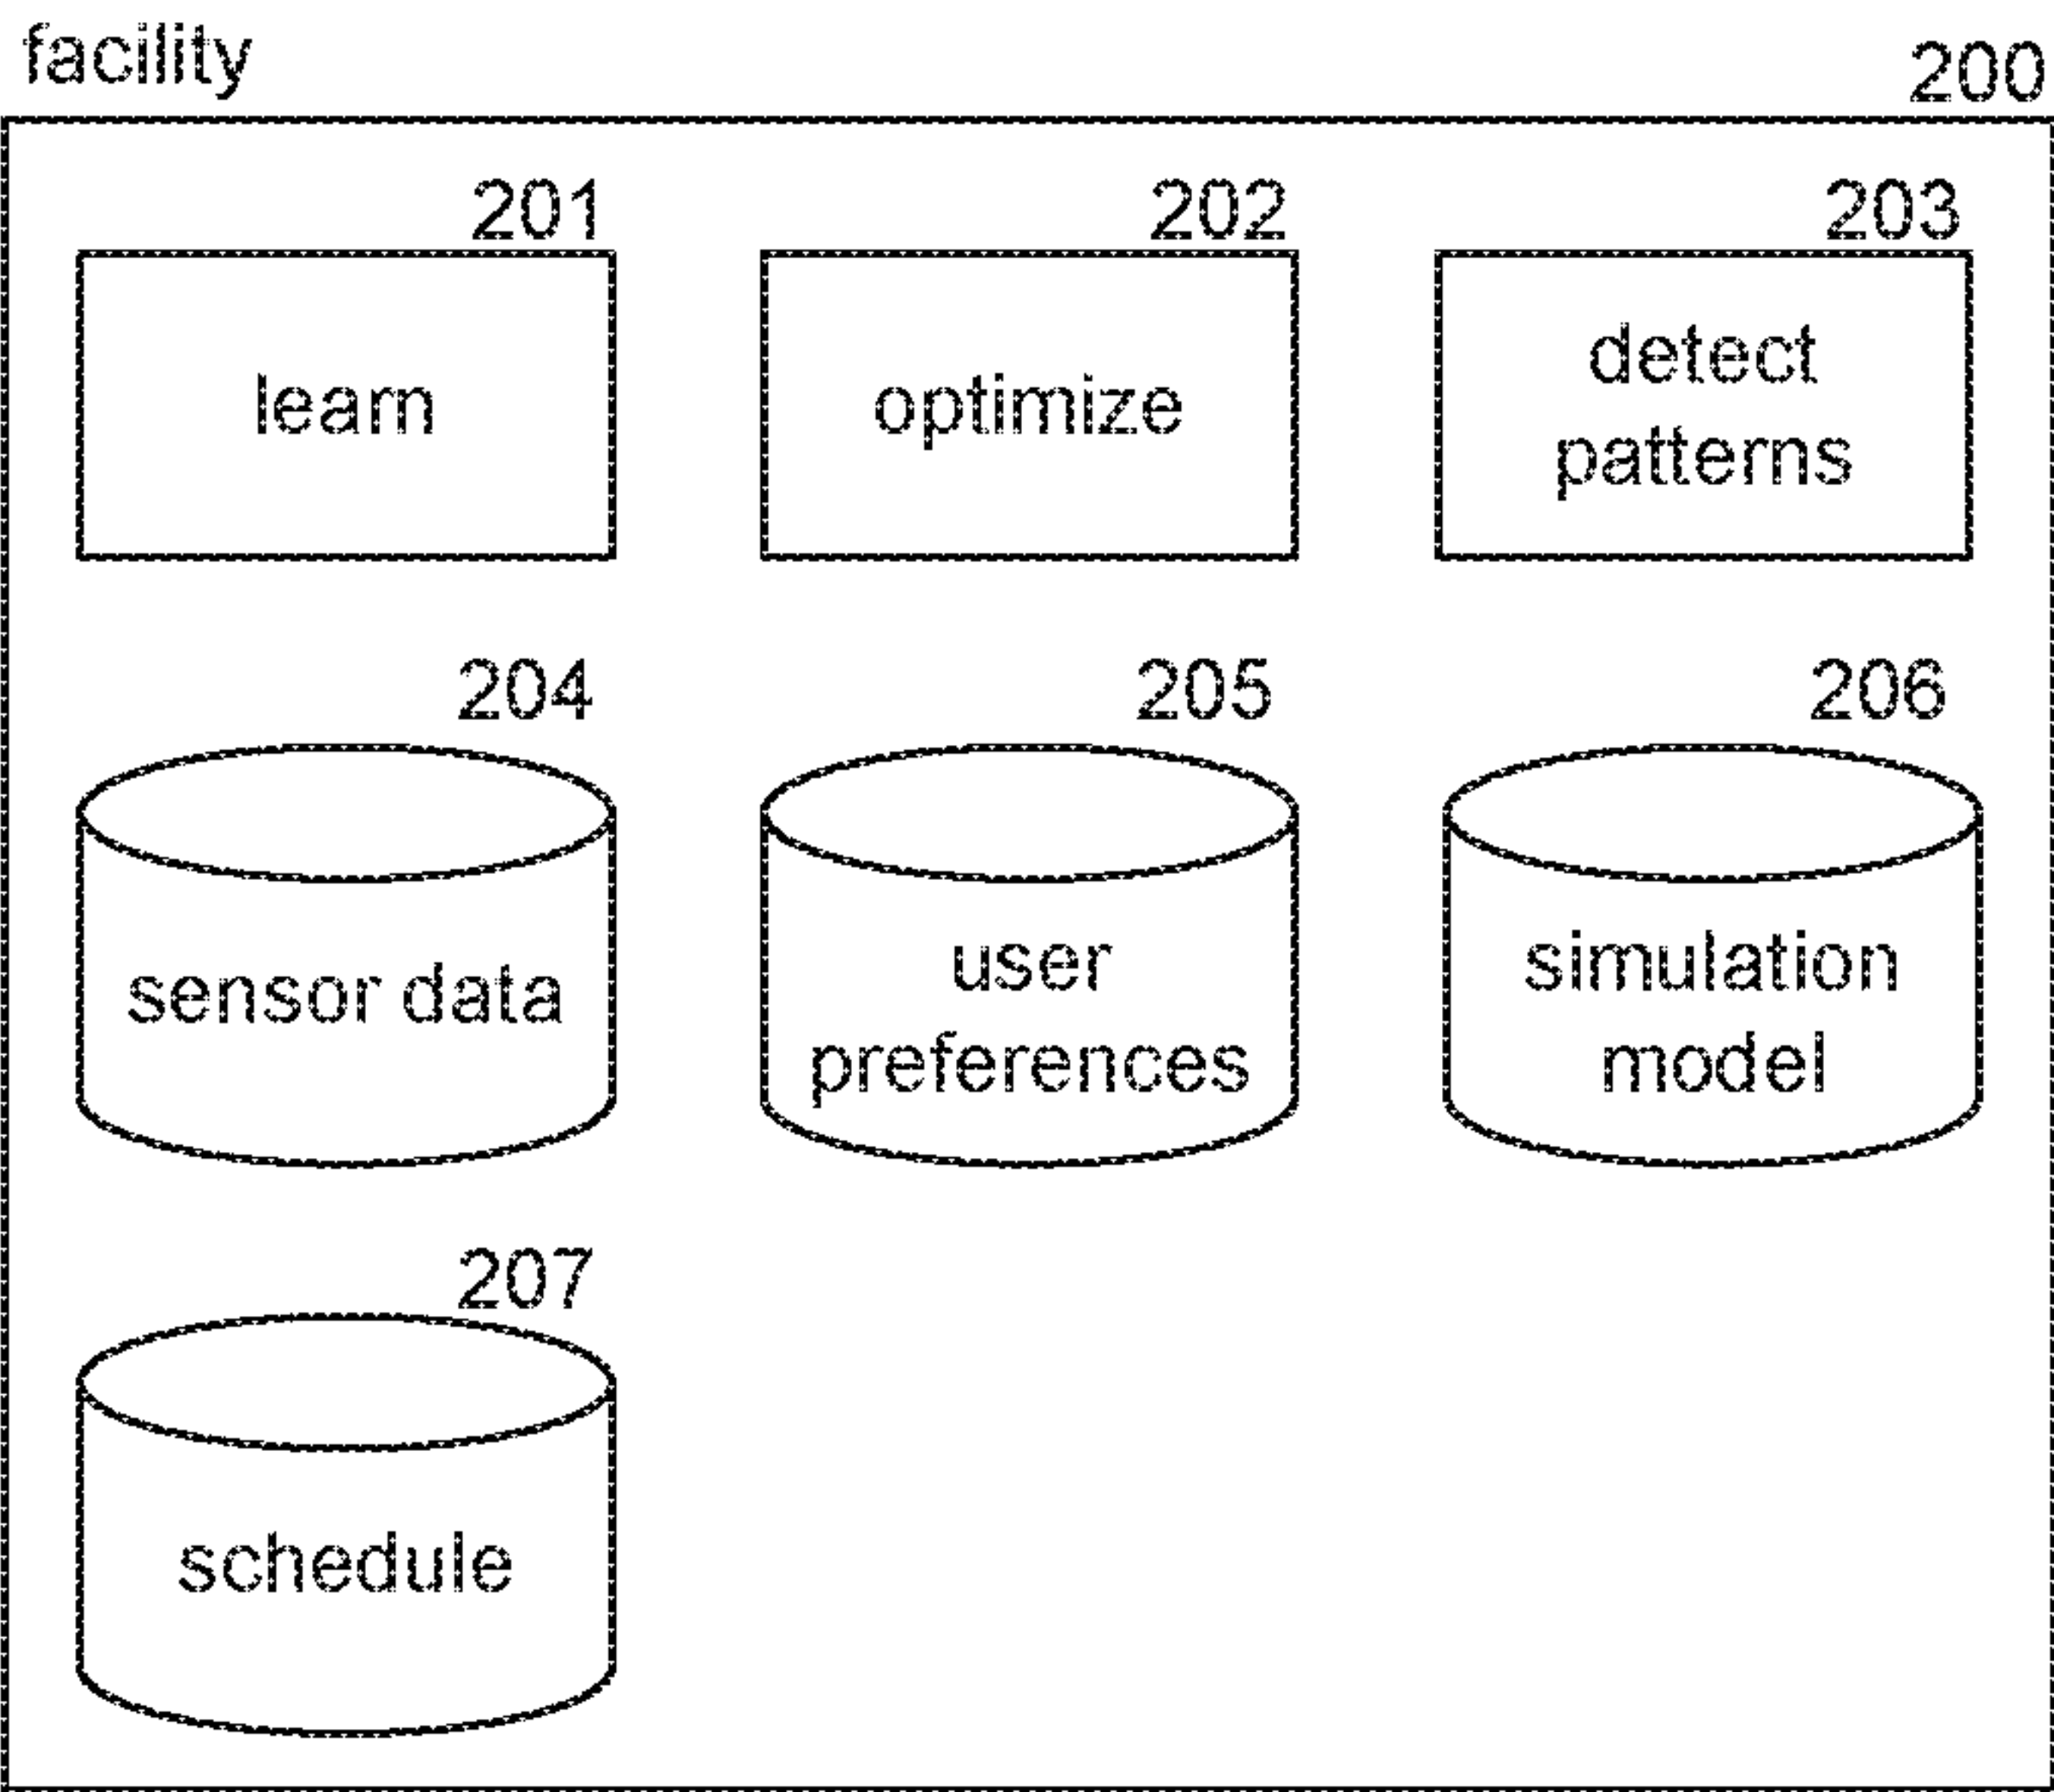 facility
200
201
202
203
learn
optimize
detect
patterns
204
205
206
sensor data
user
preferences
simulation
model
207
schedule